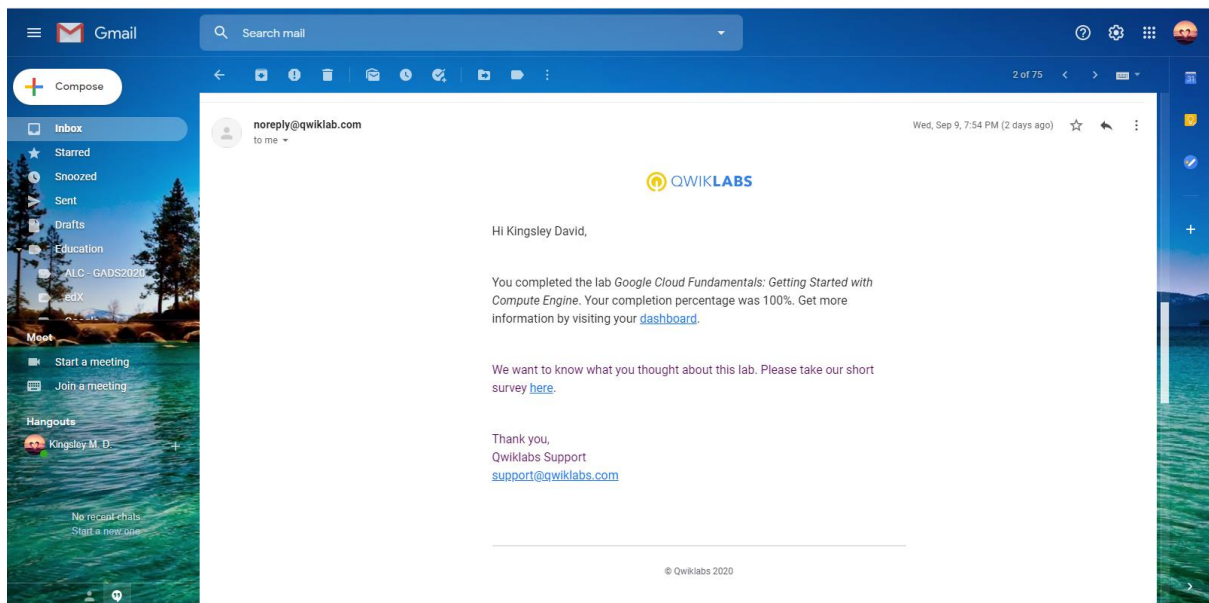 Gmail
Search mail
Compose
2 of 75
31
Inbox
Starred
Snoozed
Sent
Drafts
Education
ALC - GADS2020
edX
Meet
Start a meeting
Join a meeting
Hangouts
Kingsley M. D.
No recent chats
Start a new one
noreply@qwiklab.com
to me
Wed, Sep 9, 7:54 PM (2 days ago)
QWIKLABS
Hi Kingsley David,
You completed the lab Google Cloud Fundamentals: Getting Started with
Compute Engine. Your completion percentage was 100%. Get more
information by visiting your dashboard.
We want to know what you thought about this lab. Please take our short
survey here.
Thank you,
Qwiklabs Support
support@qwiklabs.com
© Qwiklabs 2020